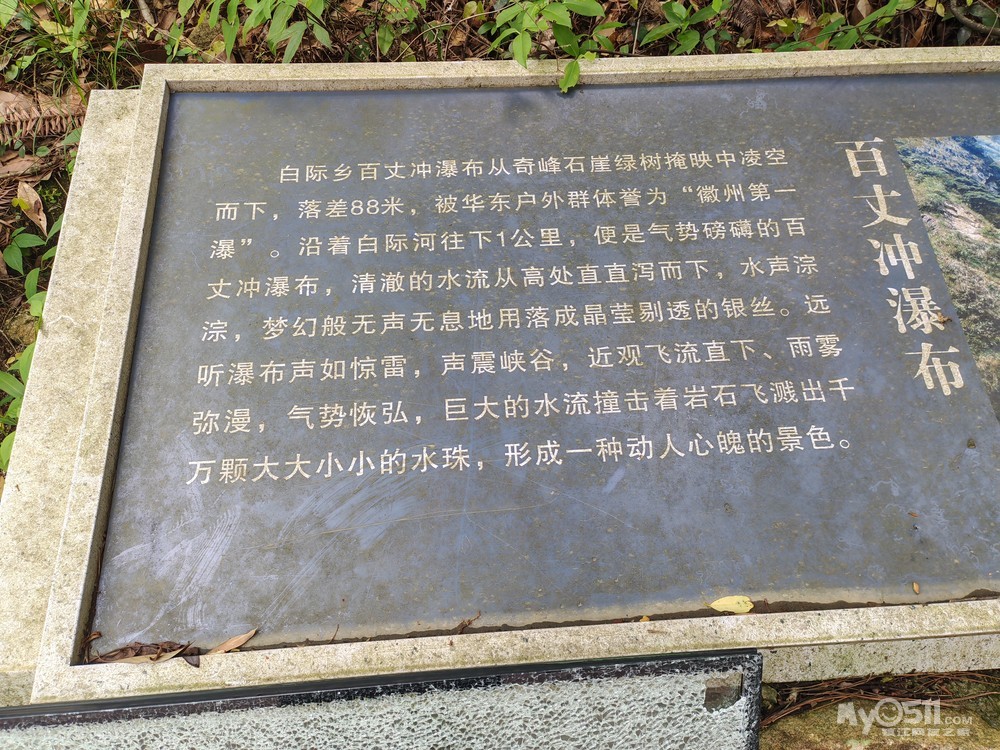 白际乡百丈冲瀑布从奇峰石崖绿树掩映中凌空
而下，落差88米，被华东户外群体誉为“徽州第一
瀑”。沿着白际河往下1公里，便是气势磅礴的百
丈冲瀑布，清澈的水流从高处直直泻而下，水声淙
淙，梦幻般无声无息地用落成晶莹剔透的银丝。远
听瀑布声如惊雷，声震峡谷，近观飞流直下、雨雾
弥漫，气势恢弘，巨大的水流撞击着岩石飞溅出千
万颗大大小小的水珠，形成一种动人心魄的景色。
百丈冲瀑布
My0511.COM